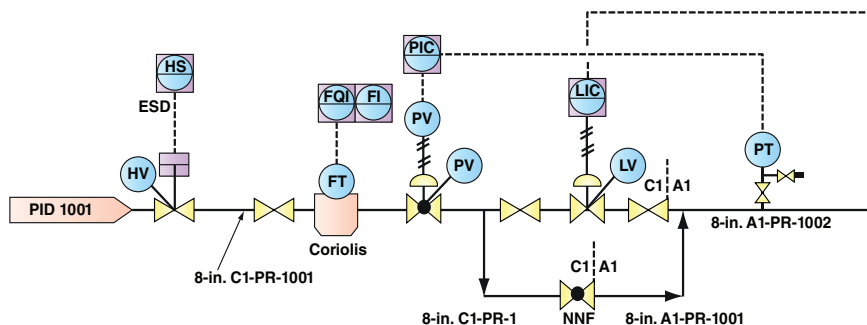 HS
PIC
ESD
FQI
FI
LIC
PV
PT
HV
FT
PV
LV
C1
A1
PID 1001
Coriolis
8-in. A1-PR-1002
8-in. C1-PR-1001
C1
A1
8-in. C1-PR-1
NNF
8-in. A1-PR-1001